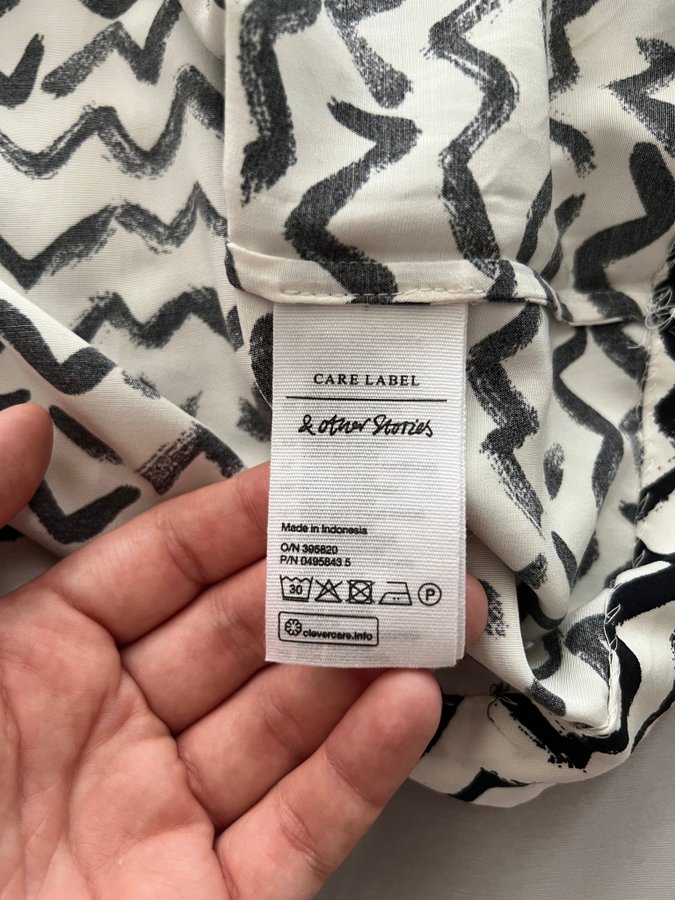 CARE LABEL
& other Stories
Made in Indonesia
O/N 395820
P/N 0495843 5
30 P
clevercare.info